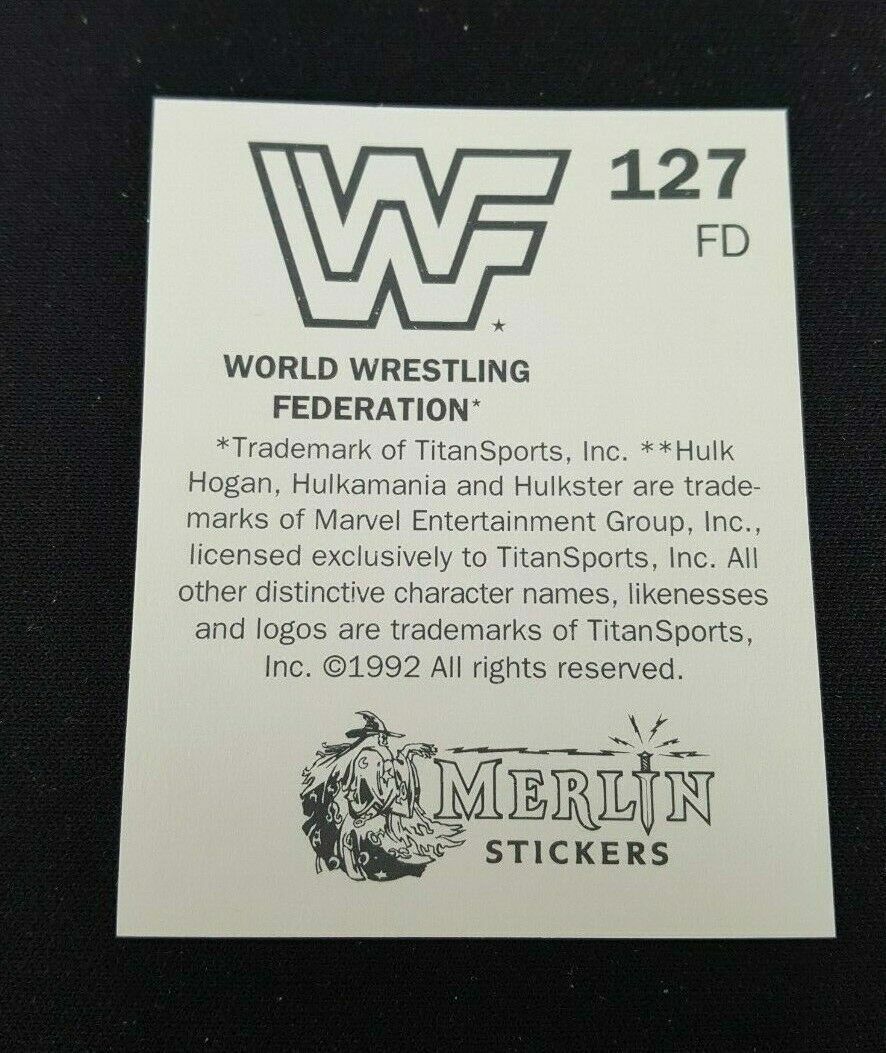 WF
127
FD
WORLD WRESTLING
FEDERATION*
*Trademark of TitanSports, Inc. **Hulk
Hogan, Hulkamania and Hulkster are trade-
marks of Marvel Entertainment Group, Inc.,
licensed exclusively to TitanSports, Inc. All
other distinctive character names, likenesses
and logos are trademarks of TitanSports,
Inc. ©1992 All rights reserved.
MERLIN
STICKERS